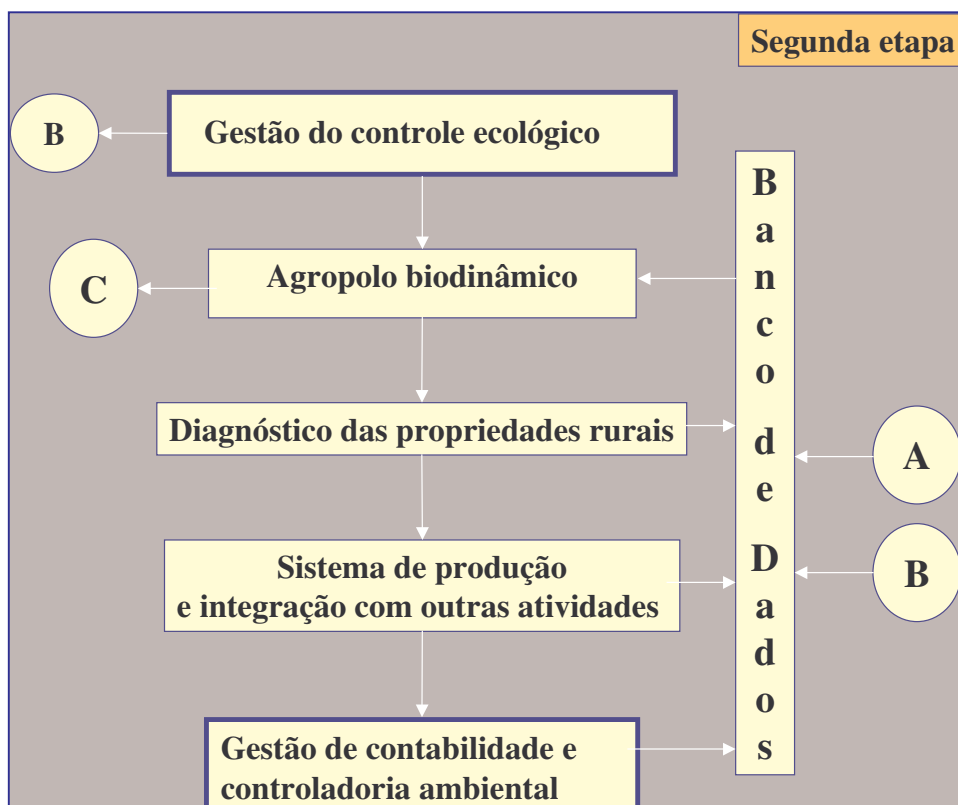 Segunda etapa
B
Gestão do controle ecológico
C
Agropolo biodinâmico
Diagnóstico das propriedades rurais
Sistema de produção
e integração com outras atividades
Gestão de contabilidade e
controladoria ambiental
Banco de Dados
A
B